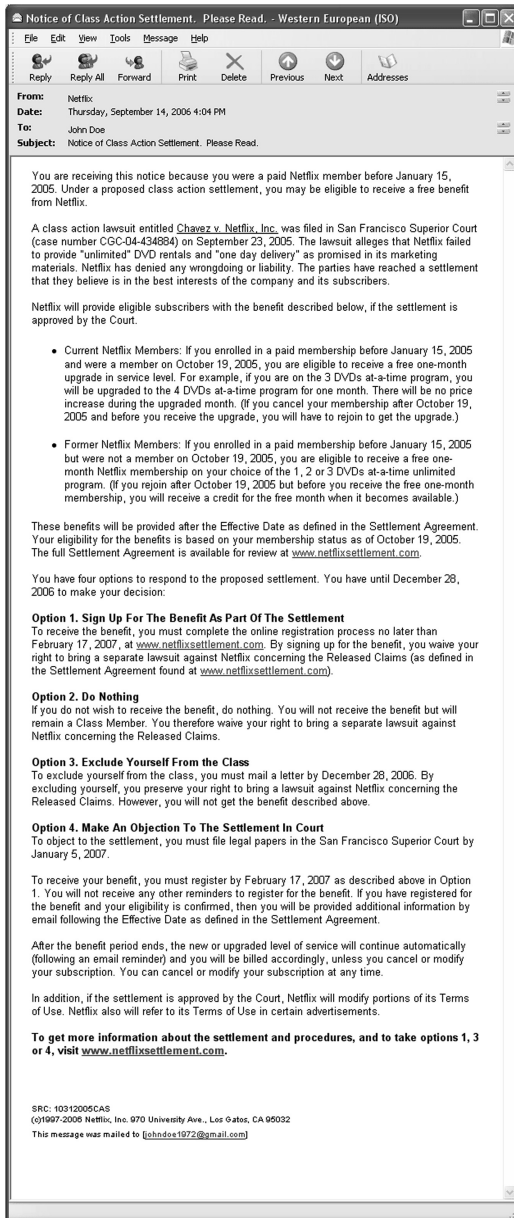 Notice of Class Action Settlement.  Please Read. - Western European (ISO)
File Edit View Tools Message Help
Reply Reply All Forward Print Delete Previous Next Addresses
From: Netflix
Date: Thursday, September 14, 2006 4:04 PM
To: John Doe
Subject: Notice of Class Action Settlement.  Please Read.
You are receiving this notice because you were a paid Netflix member before January 15,
2005. Under a proposed class action settlement, you may be eligible to receive a free benefit
from Netflix.
A class action lawsuit entitled Chavez v. Netflix, Inc. was filed in San Francisco Superior Court
(case number CGC-04-434884) on September 23, 2005. The lawsuit alleges that Netflix failed
to provide "unlimited" DVD rentals and "one day delivery" as promised in its marketing
materials. Netflix has denied any wrongdoing or liability. The parties have reached a settlement
that they believe is in the best interests of the company and its subscribers.
Netflix will provide eligible subscribers with the benefit described below, if the settlement is
approved by the Court.
• Current Netflix Members: If you enrolled in a paid membership before January 15, 2005
and were a member on October 19, 2005, you are eligible to receive a free one-month
upgrade in service level. For example, if you are on the 3 DVDs at-a-time program, you
will be upgraded to the 4 DVDs at-a-time program for one month. There will be no price
increase during the upgraded month. (If you cancel your membership after October 19,
2005 and before you receive the upgrade, you will have to rejoin to get the upgrade.)
• Former Netflix Members: If you enrolled in a paid membership before January 15, 2005
but were not a member on October 19, 2005, you are eligible to receive a free one-
month Netflix membership on your choice of the 1, 2 or 3 DVDs at-a-time unlimited
program. (If you rejoin after October 19, 2005 but before you receive the free one-month
membership, you will receive a credit for the free month when it becomes available.)
These benefits will be provided after the Effective Date as defined in the Settlement Agreement.
Your eligibility for the benefits is based on your membership status as of October 19, 2005.
The full Settlement Agreement is available for review at www.netflixsettlement.com.
You have four options to respond to the proposed settlement. You have until December 28,
2006 to make your decision:
Option 1. Sign Up For The Benefit As Part Of The Settlement
To receive the benefit, you must complete the online registration process no later than
February 17, 2007, at www.netflixsettlement.com. By signing up for the benefit, you waive your
right to bring a separate lawsuit against Netflix concerning the Released Claims (as defined in
the Settlement Agreement found at www.netflixsettlement.com).
Option 2. Do Nothing
If you do not wish to receive the benefit, do nothing. You will not receive the benefit but will
remain a Class Member. You therefore waive your right to bring a separate lawsuit against
Netflix concerning the Released Claims.
Option 3. Exclude Yourself From the Class
To exclude yourself from the class, you must mail a letter by December 28, 2006. By
excluding yourself, you preserve your right to bring a lawsuit against Netflix concerning the
Released Claims. However, you will not get the benefit described above.
Option 4. Make An Objection To The Settlement In Court
To object to the settlement, you must file legal papers in the San Francisco Superior Court by
January 5, 2007.
To receive your benefit, you must register by February 17, 2007 as described above in Option
1. You will not receive any other reminders to register for the benefit. If you have registered for
the benefit and your eligibility is confirmed, then you will be provided additional information by
email following the Effective Date as defined in the Settlement Agreement.
After the benefit period ends, the new or upgraded level of service will continue automatically
(following an email reminder) and you will be billed accordingly, unless you cancel or modify
your subscription. You can cancel or modify your subscription at any time.
In addition, if the settlement is approved by the Court, Netflix will modify portions of its Terms
of Use. Netflix also will refer to its Terms of Use in certain advertisements.
To get more information about the settlement and procedures, and to take options 1, 3
or 4, visit www.netflixsettlement.com.
SRC: 10312005CAS
(c)1997-2006 Netflix, Inc. 970 University Ave., Los Gatos, CA 95032
This message was mailed to [johndoe1972@gmail.com]